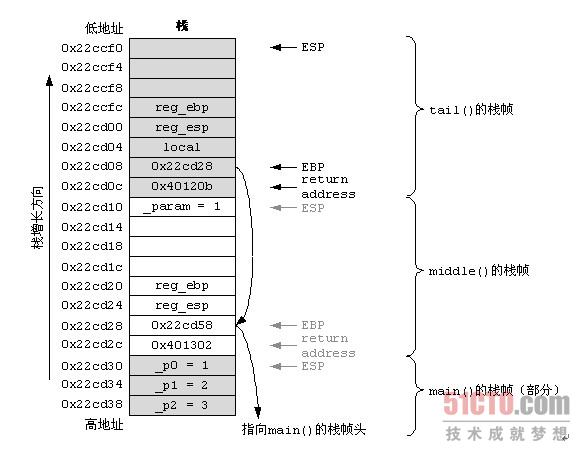 低地址 栈
0x22ccf0 ESP
0x22ccf4
0x22ccf8
0x22ccfc reg_ebp tail()的栈帧
0x22cd00 reg_esp
0x22cd04 local
0x22cd08 0x22cd28 EBP
0x22cd0c 0x40120b return address
0x22cd10 _param = 1 ESP
0x22cd14
0x22cd18
0x22cd1c middle()的栈帧
0x22cd20 reg_ebp
0x22cd24 reg_esp
0x22cd28 0x22cd58 EBP
0x22cd2c 0x401302 return address
0x22cd30 _p0 = 1 ESP
0x22cd34 _p1 = 2 main()的栈帧（部分）
0x22cd38 _p2 = 3
高地址 指向main()的栈帧头
栈增长方向
51CTO.com
技术成就梦想